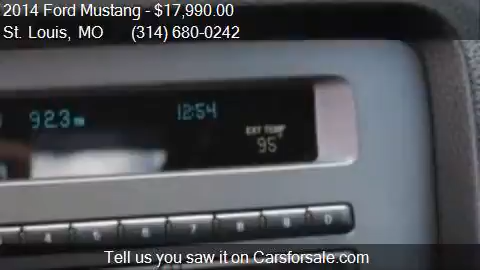 2014 Ford Mustang - $17,990.00
St. Louis, MO (314) 680-0242
92.3 12:54
EXT TEMP
95°
4 5 6 7 8 9 0
Tell us you saw it on Carsforsale.com